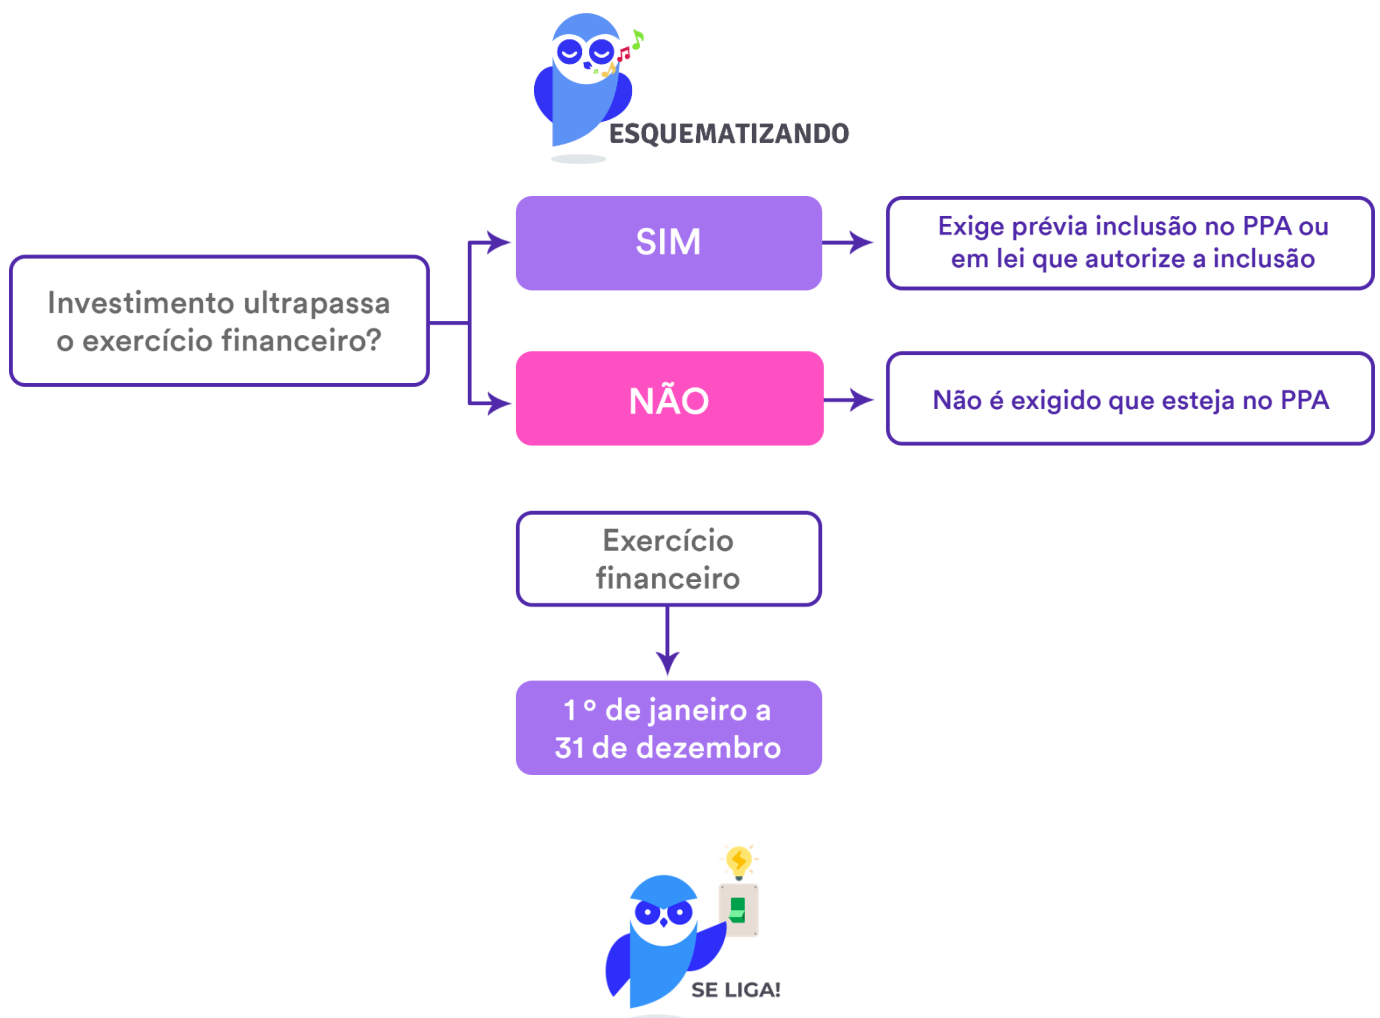 ESQUEMATIZANDO
SIM
Exige prévia inclusão no PPA ou
em lei que autorize a inclusão
Investimento ultrapassa
o exercício financeiro?
NÃO
Não é exigido que esteja no PPA
Exercício
financeiro
1 º de janeiro a
31 de dezembro
SE LIGA!